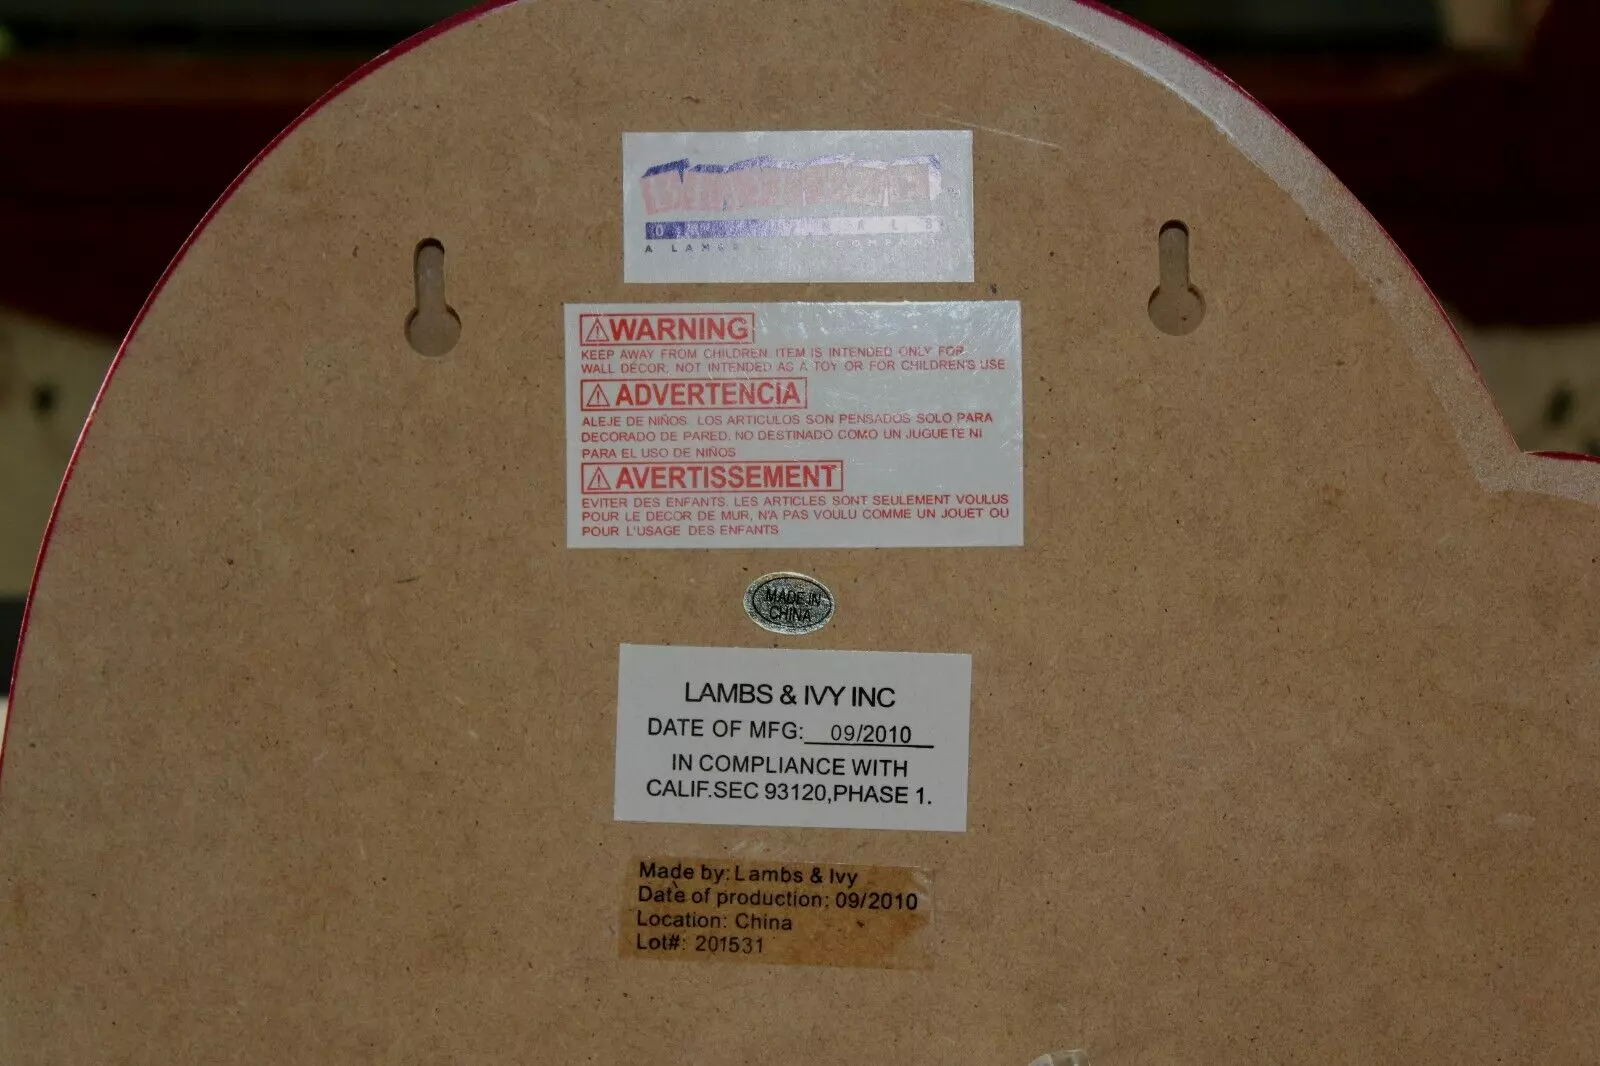 A LAMBS & IVY COMPANY
WARNING
KEEP AWAY FROM CHILDREN. ITEM IS INTENDED ONLY FOR
WALL DECOR, NOT INTENDED AS A TOY OR FOR CHILDREN'S USE
ADVERTENCIA
ALEJE DE NIÑOS. LOS ARTICULOS SON PENSADOS SOLO PARA
DECORADO DE PARED. NO DESTINADO COMO UN JUGUETE NI
PARA EL USO DE NIÑOS
AVERTISSEMENT
EVITER DES ENFANTS. LES ARTICLES SONT SEULEMENT VOULUS
POUR LE DECOR DE MUR, N'A PAS VOULU COMME UN JOUET OU
POUR L'USAGE DES ENFANTS
MADE IN
CHINA
LAMBS & IVY INC
DATE OF MFG: 09/2010
IN COMPLIANCE WITH
CALIF.SEC 93120,PHASE 1.
Made by: Lambs & Ivy
Date of production: 09/2010
Location: China
Lot#: 201531